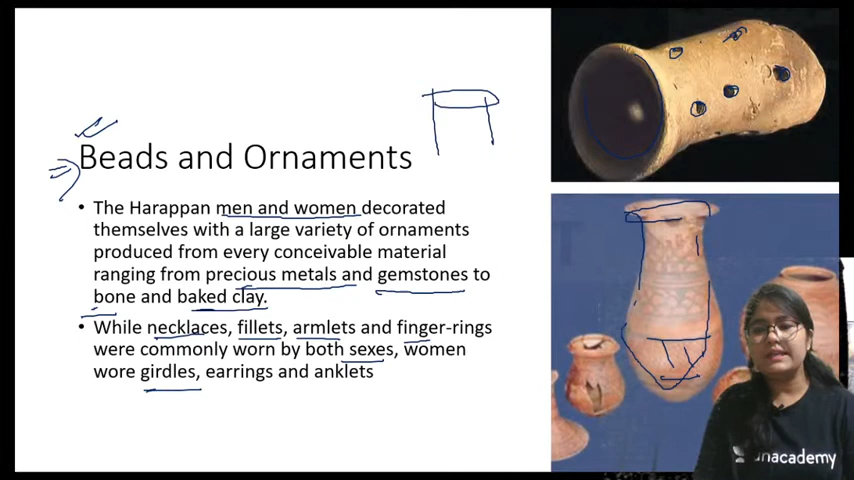 Beads and Ornaments
• The Harappan men and women decorated
themselves with a large variety of ornaments
produced from every conceivable material
ranging from precious metals and gemstones to
bone and baked clay.
• While necklaces, fillets, armlets and finger-rings
were commonly worn by both sexes, women
wore girdles, earrings and anklets
unacademy